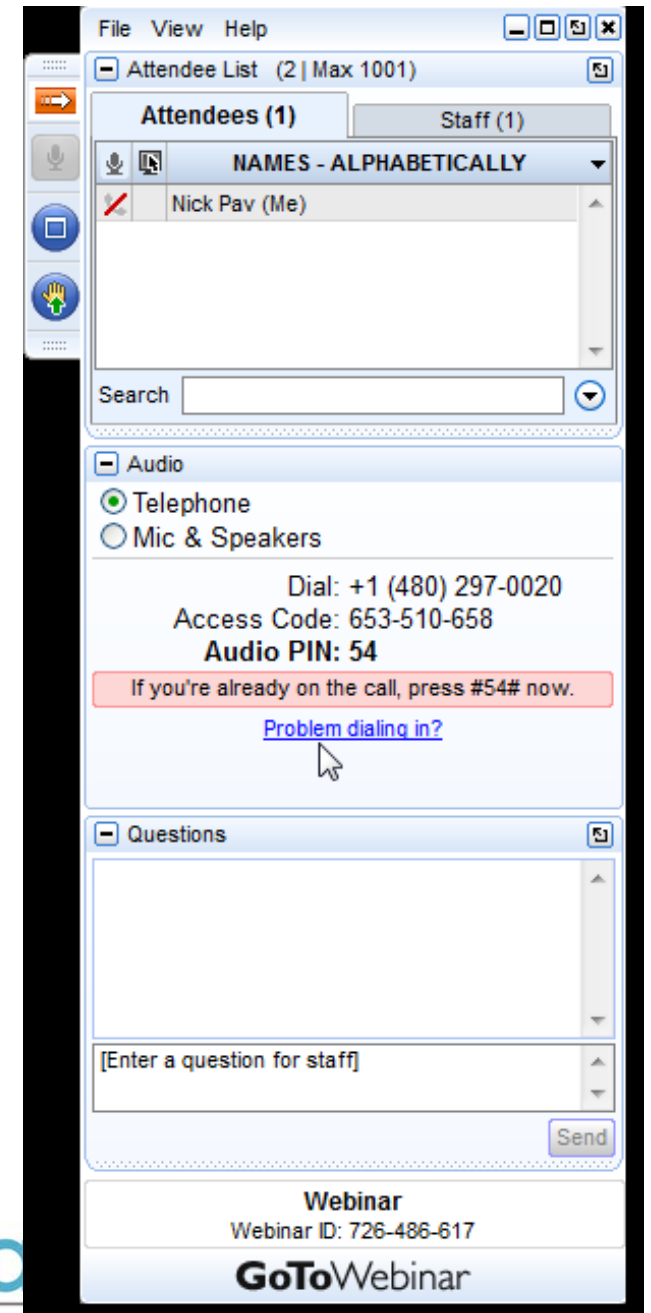 File View Help
Attendee List (2 | Max 1001)
Attendees (1) Staff (1)
NAMES - ALPHABETICALLY
Nick Pav (Me)
Search
Audio
Telephone
Mic & Speakers
Dial: +1 (480) 297-0020
Access Code: 653-510-658
Audio PIN: 54
If you're already on the call, press #54# now.
Problem dialing in?
Questions
[Enter a question for staff]
Send
Webinar
Webinar ID: 726-486-617
GoToWebinar